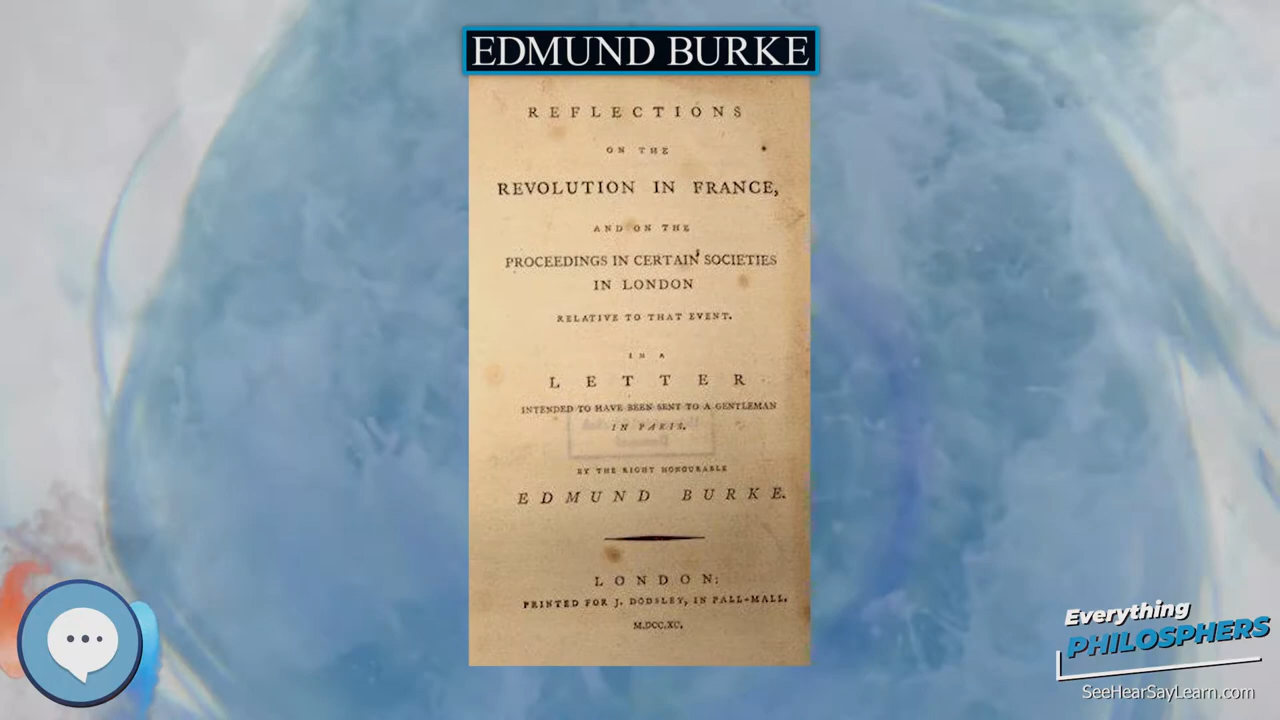 EDMUND BURKE
REFLECTIONS
ON THE
REVOLUTION IN FRANCE,
AND ON THE
PROCEEDINGS IN CERTAIN SOCIETIES
IN LONDON
RELATIVE TO THAT EVENT.
IN A
LETTER
INTENDED TO HAVE BEEN SENT TO A GENTLEMAN
IN PARIS.
BY THE RIGHT HONOURABLE
EDMUND BURKE.
LONDON:
PRINTED FOR J. DODSLEY, IN PALL-MALL.
M.DCC.XC.
Everything
PHILOSPHERS
SeeHearSayLearn.com